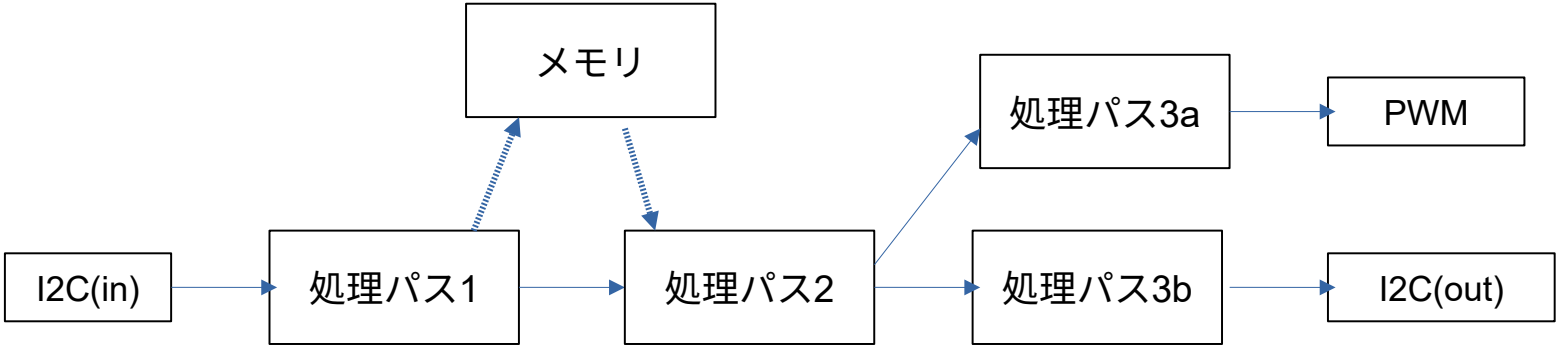 メモリ
処理パス3a
PWM
I2C(in)
処理パス1
処理パス2
処理パス3b
I2C(out)